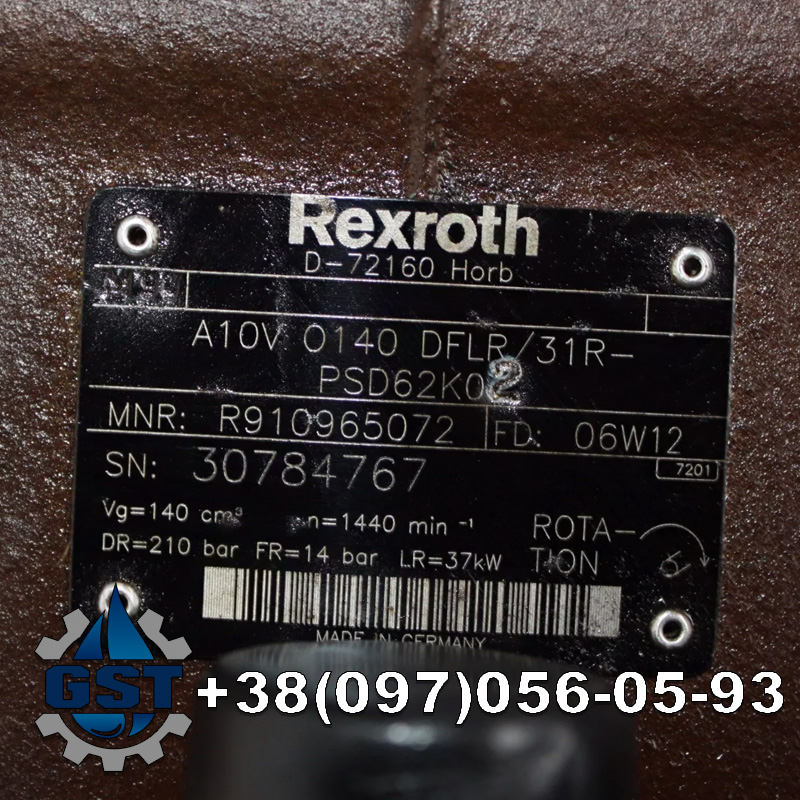 Rexroth
D-72160 Horb
A10V O140 DFLR/31R-
PSD62K02
MNR: R910965072 FD: 06W12
SN: 30784767 7201
Vg=140 cm³ n=1440 min -1
ROTA-
TION
DR=210 bar FR=14 bar LR=37kW
MADE IN GERMANY
GST +38(097)056-05-93